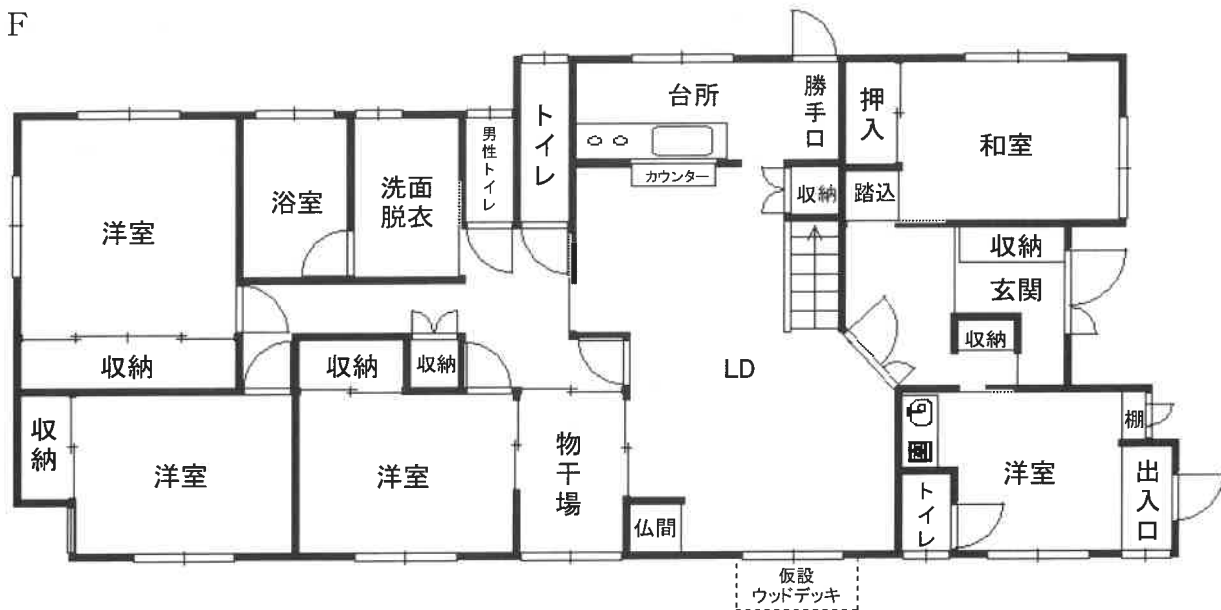 F
台所
勝手口
押入
和室
トイレ
男性トイレ
カウンター
収納
踏込
洋室
浴室
洗面
脱衣
収納
玄関
収納
収納
収納
収納
LD
収納
洋室
洋室
物干場
仏間
棚
洋室
出入口
トイレ
仮設
ウッドデッキ